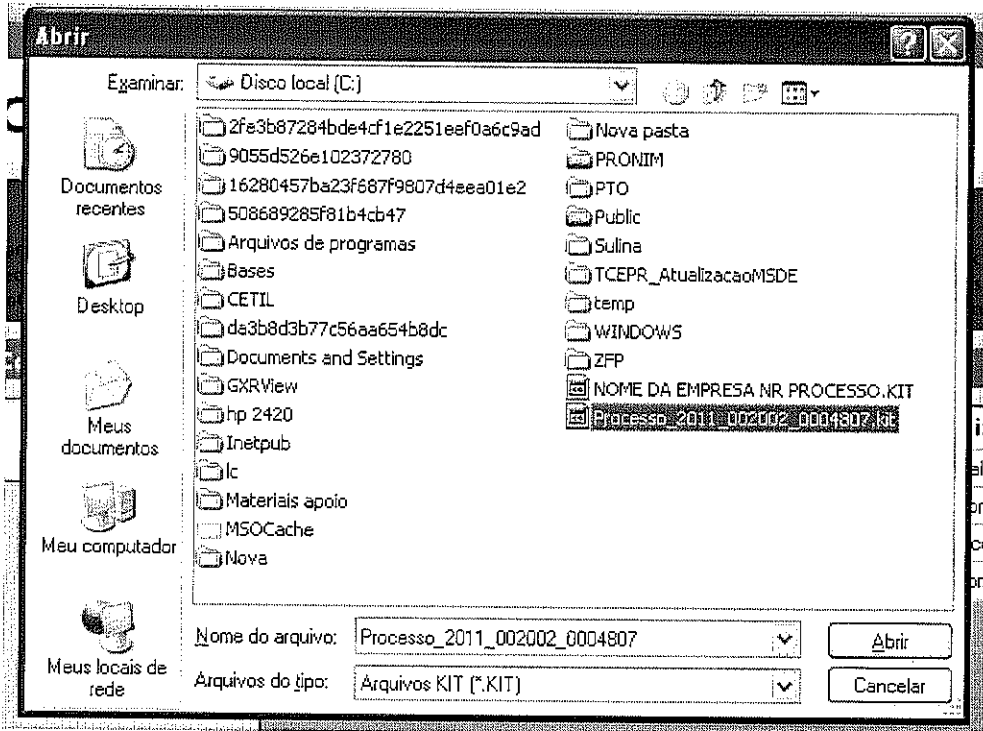 Abrir
Examinar:
Disco local (C:)
Documentos
recentes
Desktop
Meus
documentos
Meu computador
Meus locais de
rede
2fe3b87284bde4cf1e2251eef0a6c9ad
9055d526e102372780
16280457ba23f687f9807d4eea01e2
508689285f81b4cb47
Arquivos de programas
Bases
CETIL
da3b8d3b77c56aa654b8dc
Documents and Settings
GXRView
hp 2420
Inetpub
lc
Materiais apoio
MSOCache
Nova
Nova pasta
PRONIM
PTO
Public
Sulina
TCEPR_AtualizacaoMSDE
temp
WINDOWS
ZFP
NOME DA EMPRESA NR PROCESSO.KIT
Processo_2011_002002_0004807.kit
Nome do arquivo:
Processo_2011_002002_0004807
Abrir
Arquivos do tipo:
Arquivos KIT (*.KIT)
Cancelar